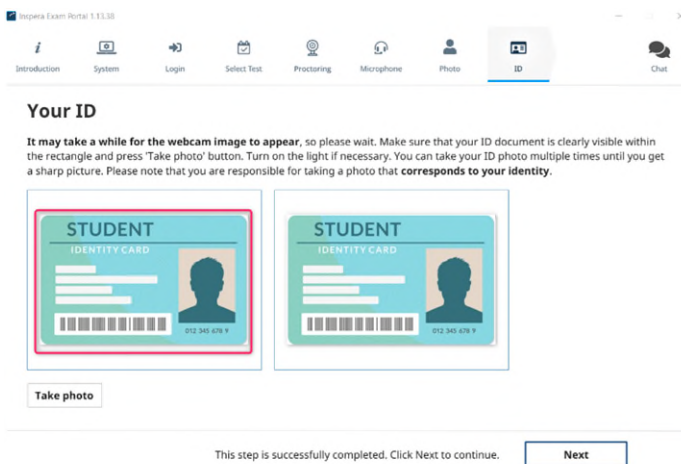 Inspera Exam Portal 1.13.38
Introduction
System
Login
Select Test
Proctoring
Microphone
Photo
ID
Chat
Your ID
It may take a while for the webcam image to appear, so please wait. Make sure that your ID document is clearly visible within
the rectangle and press 'Take photo' button. Turn on the light if necessary. You can take your ID photo multiple times until you get
a sharp picture. Please note that you are responsible for taking a photo that corresponds to your identity.
STUDENT
IDENTITY CARD
012 345 678 9
STUDENT
IDENTITY CARD
012 345 678 9
Take photo
This step is successfully completed. Click Next to continue.
Next